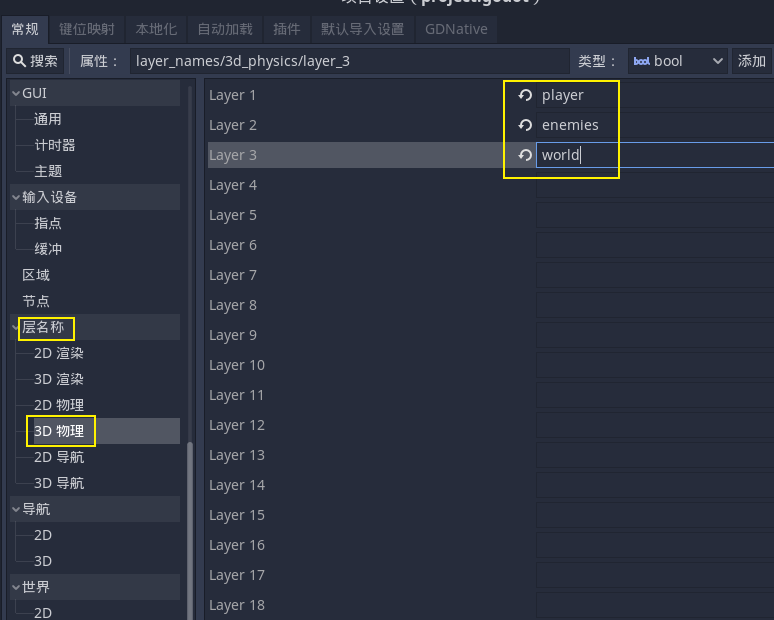 常规 键位映射 本地化 自动加载 插件 默认导入设置 GDNative
搜索 属性： layer_names/3d_physics/layer_3 类型： bool bool 添加
GUI
通用
计时器
主题
输入设备
指点
缓冲
区域
节点
层名称
2D 渲染
3D 渲染
2D 物理
3D 物理
2D 导航
3D 导航
导航
2D
3D
世界
2D
Layer 1 player
Layer 2 enemies
Layer 3 world
Layer 4
Layer 5
Layer 6
Layer 7
Layer 8
Layer 9
Layer 10
Layer 11
Layer 12
Layer 13
Layer 14
Layer 15
Layer 16
Layer 17
Layer 18